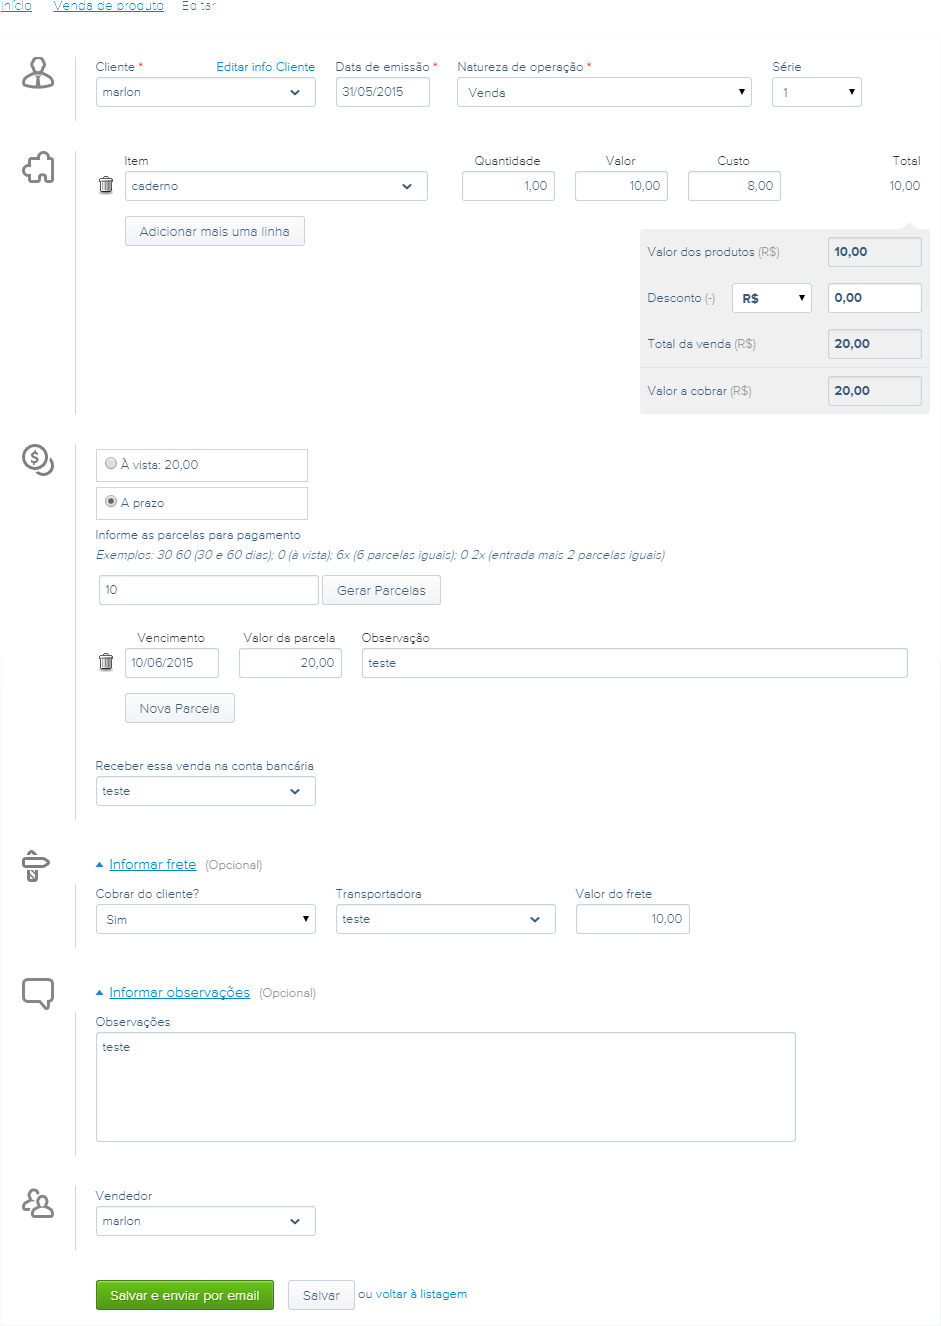 Início Venda de produto Editar
Cliente * Editar info Cliente Data de emissão * Natureza de operação * Série
marlon 31/05/2015 Venda 1
Item Quantidade Valor Custo Total
caderno 1,00 10,00 8,00 10,00
Adicionar mais uma linha
Valor dos produtos (R$) 10,00
Desconto (-) R$ 0,00
Total da venda (R$) 20,00
Valor a cobrar (R$) 20,00
À vista: 20,00
A prazo
Informe as parcelas para pagamento
Exemplos: 30 60 (30 e 60 dias); 0 (à vista); 6x (6 parcelas iguais); 0 2x (entrada mais 2 parcelas iguais)
10 Gerar Parcelas
Vencimento Valor da parcela Observação
10/06/2015 20,00 teste
Nova Parcela
Receber essa venda na conta bancária
teste
Informar frete (Opcional)
Cobrar do cliente? Transportadora Valor do frete
Sim teste 10,00
Informar observações (Opcional)
Observações
teste
Vendedor
marlon
Salvar e enviar por email Salvar ou voltar à listagem